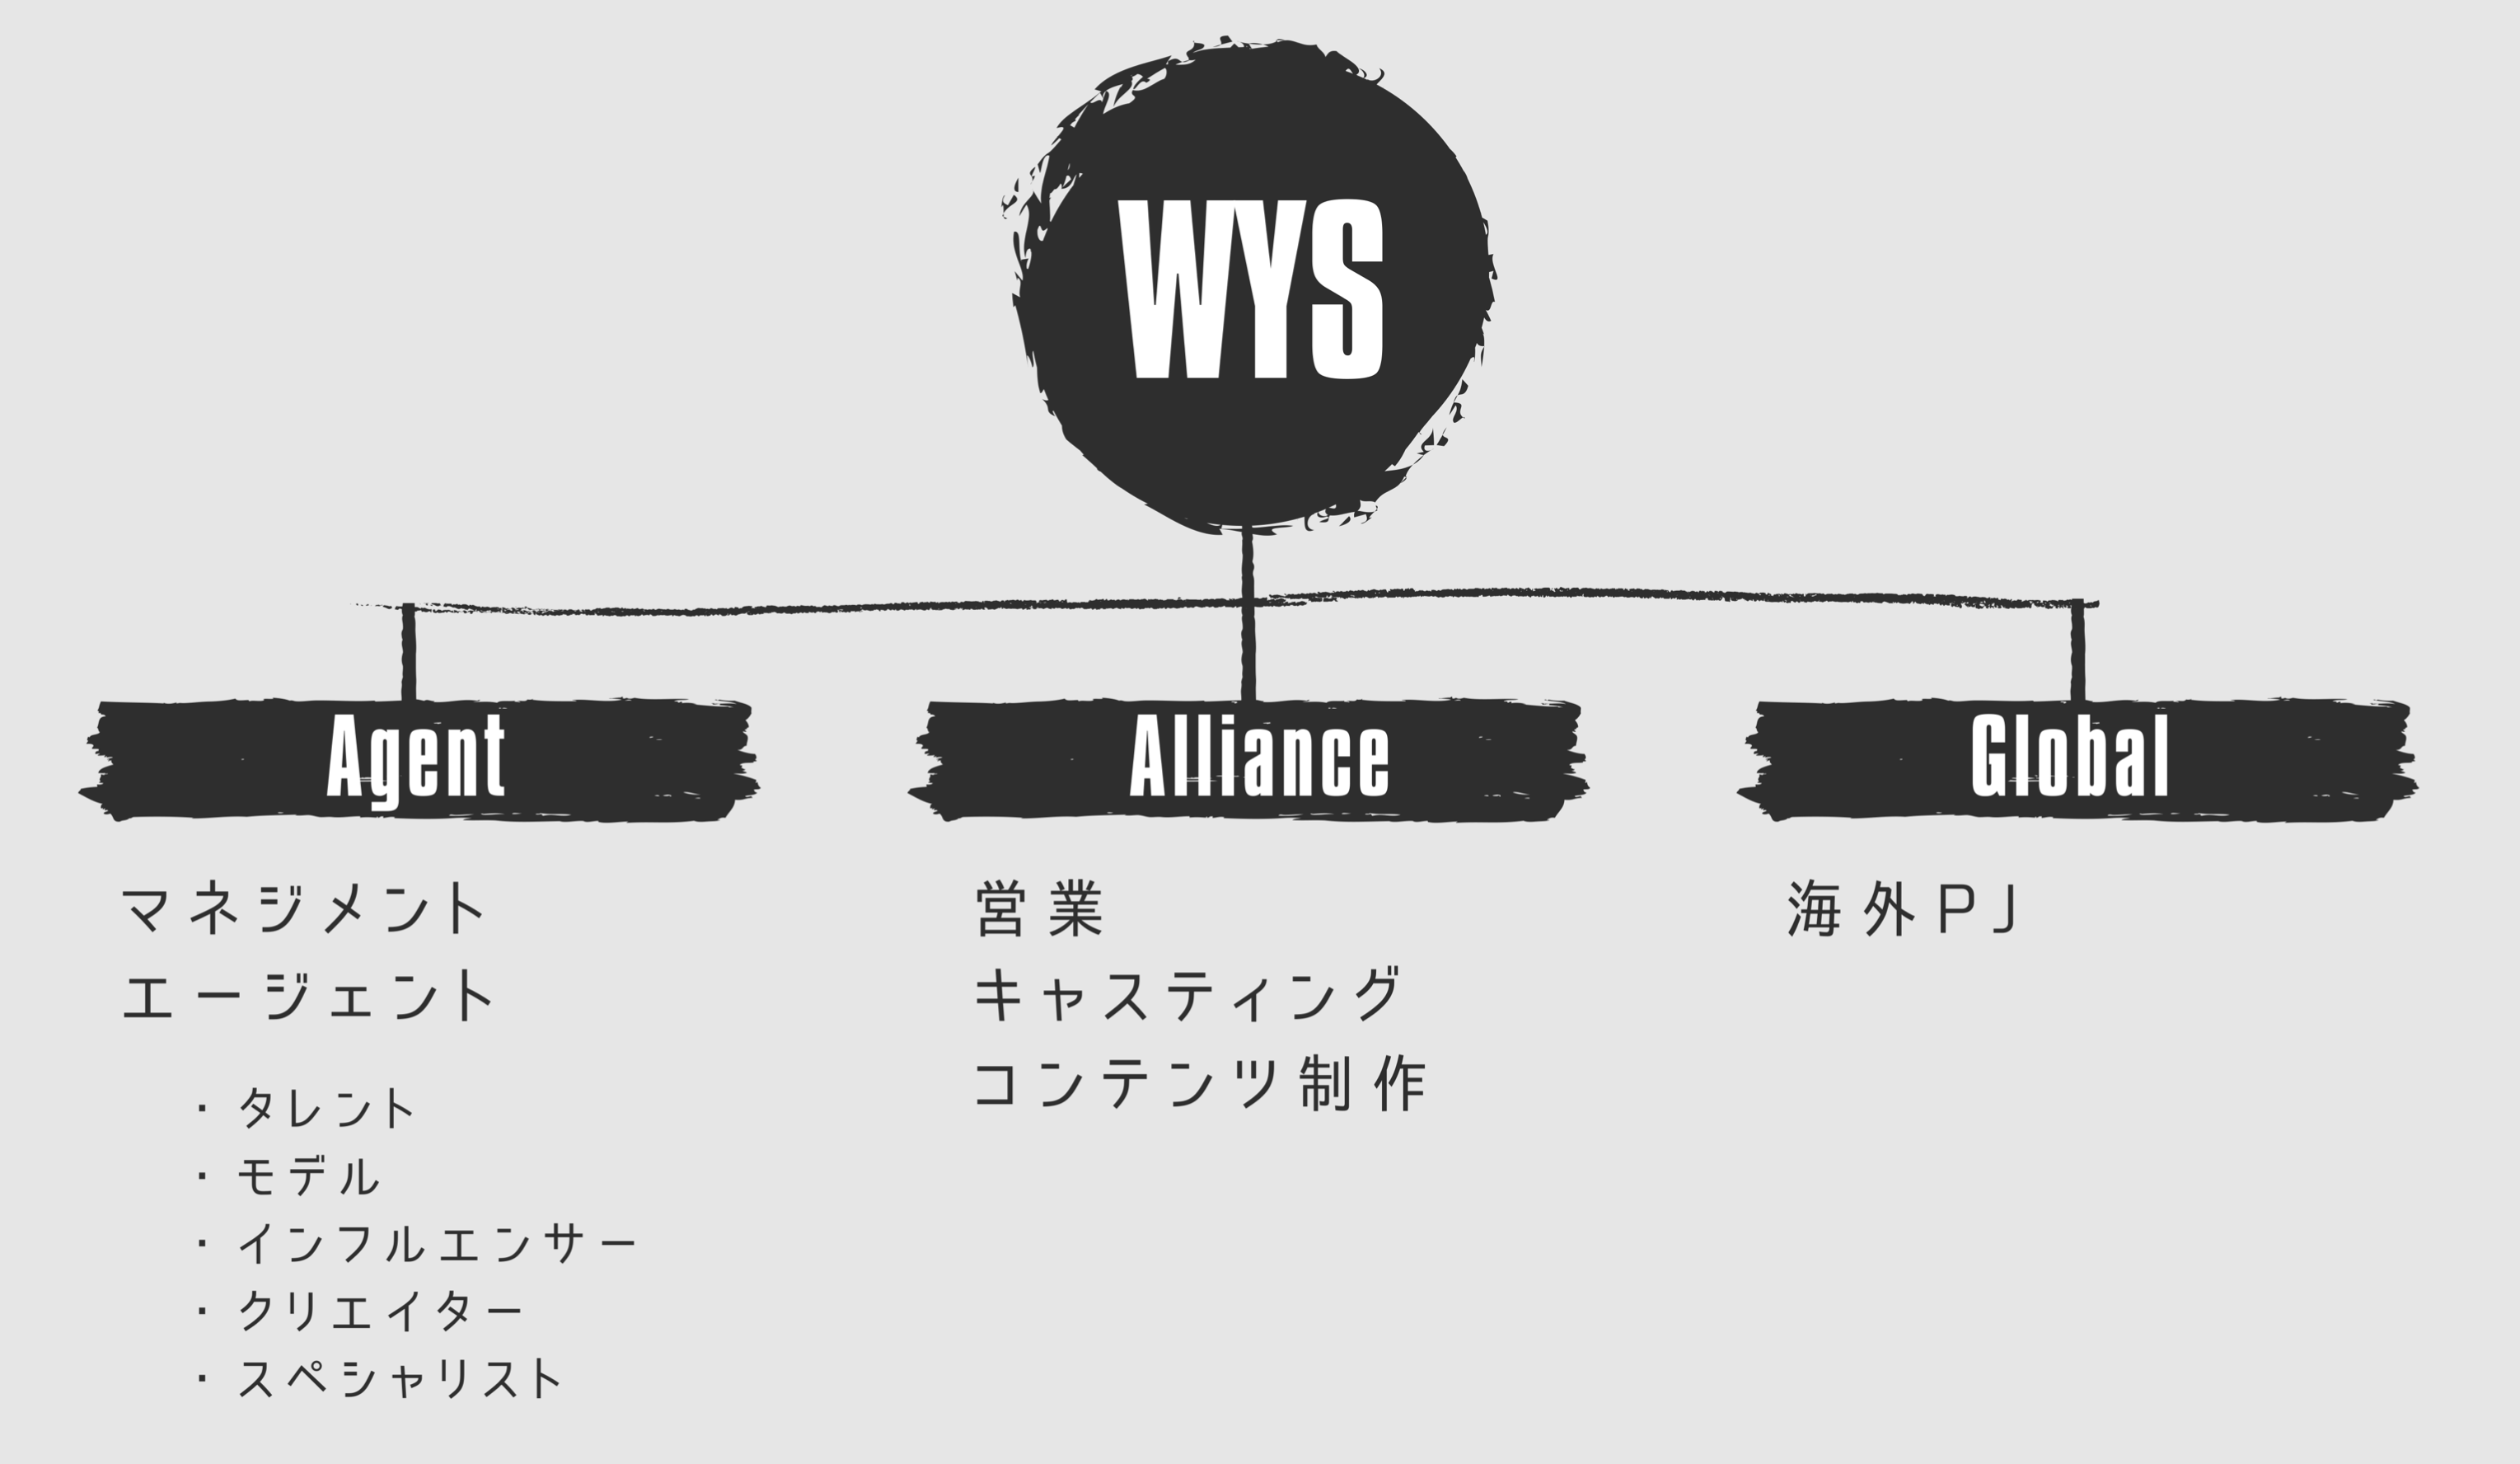 WYS
Agent
マネジメント
エージェント
・タレント
・モデル
・インフルエンサー
・クリエイター
・スペシャリスト
Alliance
営業
キャスティング
コンテンツ制作
Global
海外PJ